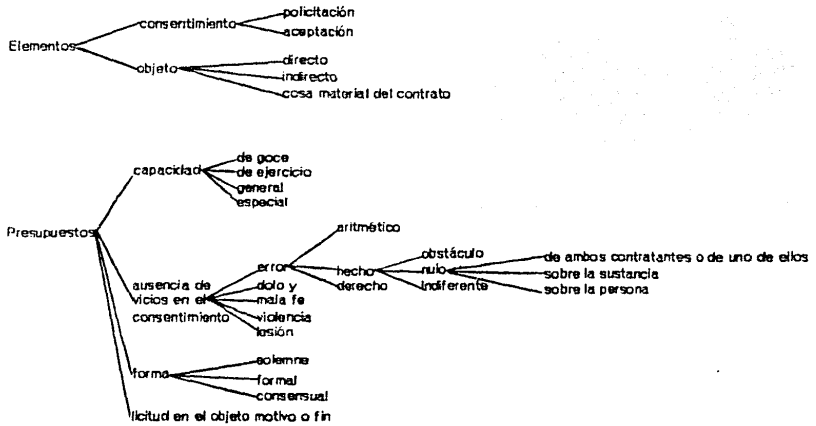 policitación
consentimiento
aceptación
Elementos
directo
objeto
indirecto
cosa material del contrato
de goce
capacidad
de ejercicio
general
especial
aritmético
Presupuestos
obstáculo
de ambos contratantes o de uno de ellos
error
hecho
nulo
sobre la sustancia
ausencia de
dolo y
derecho
Indiferente
sobre la persona
vicios en el
mala fe
consentimiento
violencia
lesión
solemne
forma
formal
consensual
licitud en el objeto motivo o fin